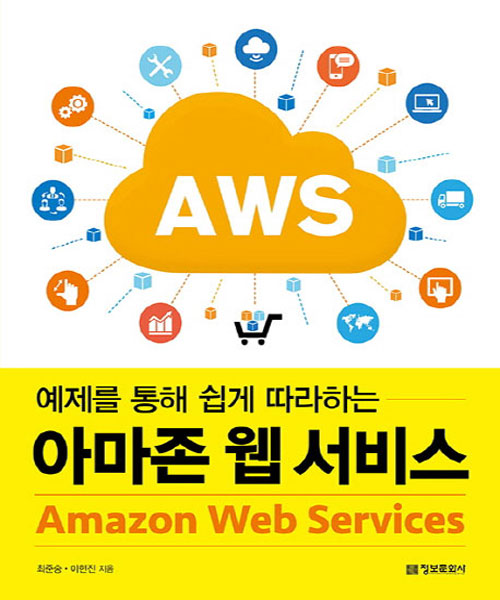 AWS
예제를 통해 쉽게 따라하는
아마존 웹 서비스
Amazon Web Services
최준승 · 이현진 지음
정보문화사